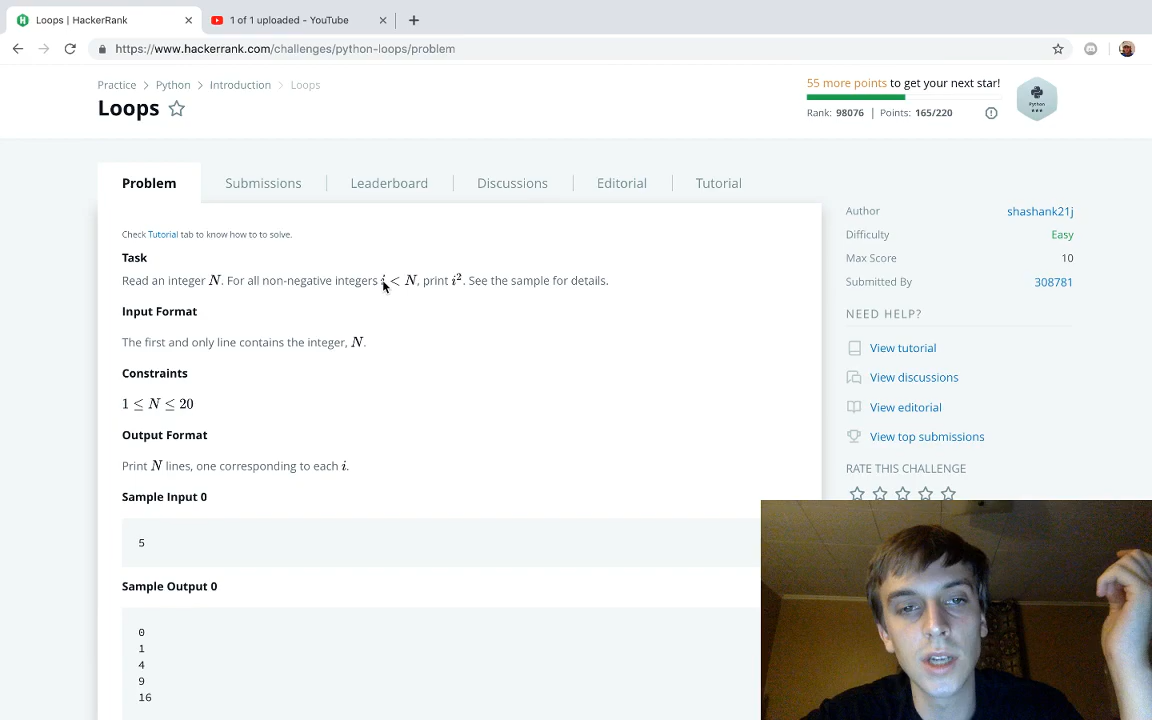 Loops | HackerRank
1 of 1 uploaded - YouTube
https://www.hackerrank.com/challenges/python-loops/problem
Practice > Python > Introduction > Loops
Loops
55 more points to get your next star!
Rank: 98076 | Points: 165/220
Python
Problem
Submissions
Leaderboard
Discussions
Editorial
Tutorial
Check Tutorial tab to know how to to solve.
Task
Read an integer N. For all non-negative integers i < N, print i². See the sample for details.
Input Format
The first and only line contains the integer, N.
Constraints
1 ≤ N ≤ 20
Output Format
Print N lines, one corresponding to each i.
Sample Input 0
5
Sample Output 0
0
1
4
9
16
Author shashank21j
Difficulty Easy
Max Score 10
Submitted By 308781
NEED HELP?
View tutorial
View discussions
View editorial
View top submissions
RATE THIS CHALLENGE